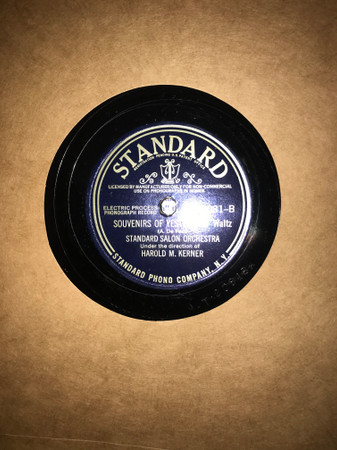 STANDARD
LICENSED BY MANUFACTURER ONLY FOR NON-COMMERCIAL
USE ON PHONOGRAPHS IN HOMES
ELECTRIC PROCESS
PHONOGRAPH RECORD
81-B
SOUVENIRS OF Waltz
STANDARD SALON ORCHESTRA
Under the direction of
HAROLD M. KERNER
STANDARD PHONO COMPANY, N.Y.